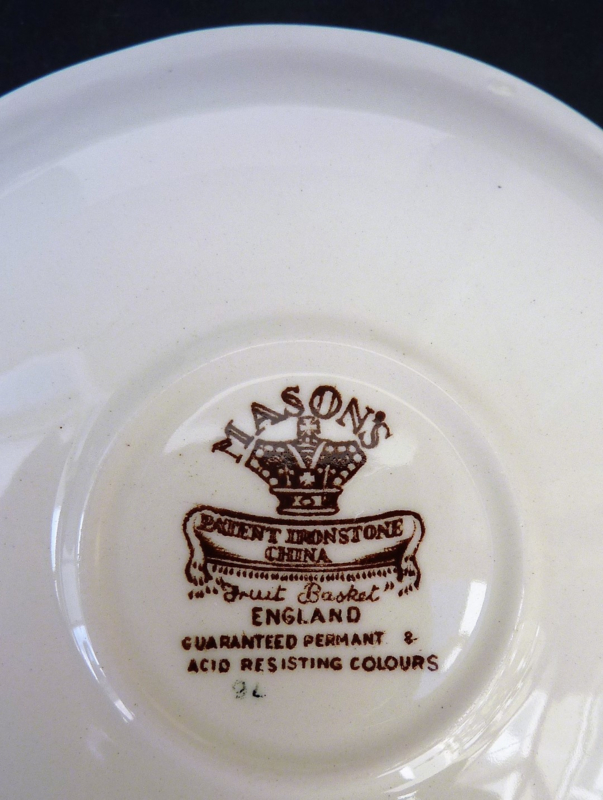 MASON'S
PATENT IRONSTONE
CHINA
"Fruit Basket"
ENGLAND
GUARANTEED PERMANT &
ACID RESISTING COLOURS